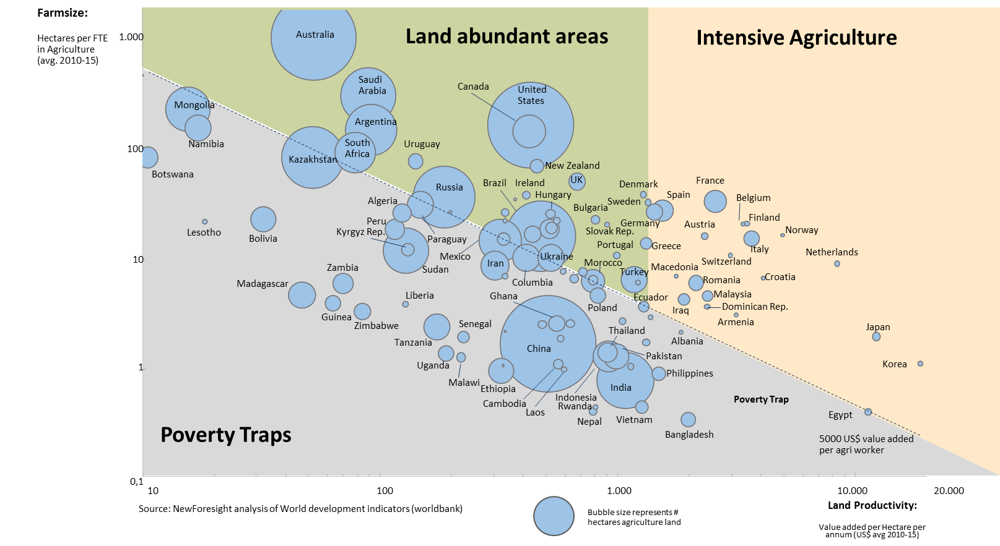 Farmsize:
Hectares per FTE
in Agriculture
(avg. 2010-15)
Land abundant areas
Intensive Agriculture
Poverty Traps
1.000
100
10
1
0,1
Australia
Saudi
Arabia
Argentina
South
Africa
Kazakhstan
Mongolia
Namibia
Botswana
Canada
United
States
Uruguay
New Zealand
UK
Russia
Brazil
Ireland
Hungary
Denmark
Sweden
Spain
France
Belgium
Finland
Bulgaria
Germany
Slovak Rep.
Austria
Norway
Algeria
Peru
Kyrgyz Rep.
Paraguay
Mexico
Sudan
Lesotho
Bolivia
Portugal
Greece
Italy
Switzerland
Netherlands
Iran
Ukraine
Columbia
Morocco
Turkey
Macedonia
Romania
Croatia
Zambia
Madagascar
Guinea
Zimbabwe
Liberia
Ghana
Poland
Ecuador
Iraq
Malaysia
Dominican Rep.
Armenia
Tanzania
Senegal
Thailand
Albania
Japan
China
Pakistan
Uganda
Malawi
Ethiopia
Cambodia
Laos
Indonesia
Rwanda
Nepal
India
Philippines
Vietnam
Bangladesh
Korea
Poverty Trap
Egypt
5000 US$ value added
per agri worker
10
100
1.000
10.000
20.000
Source: NewForesight analysis of World development indicators (worldbank)
Bubble size represents #
hectares agriculture land
Land Productivity:
Value added per Hectare per
annum (US$ avg 2010-15)